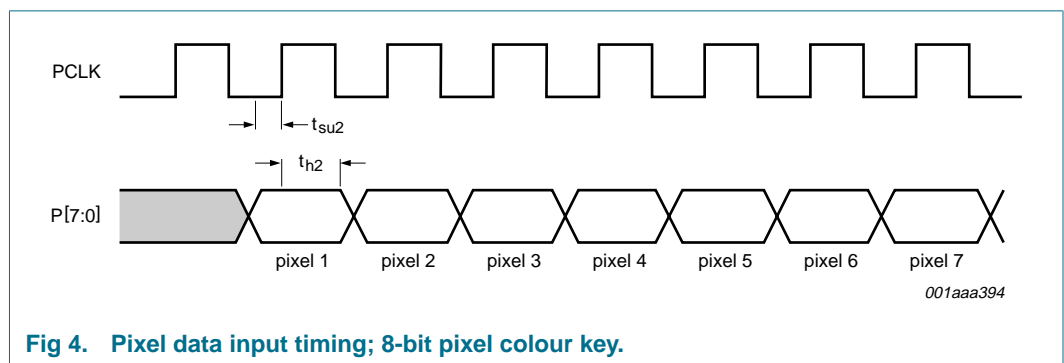 PCLK
tsu2
th2
P[7:0]
pixel 1 pixel 2 pixel 3 pixel 4 pixel 5 pixel 6 pixel 7
001aaa394
Fig 4. Pixel data input timing; 8-bit pixel colour key.